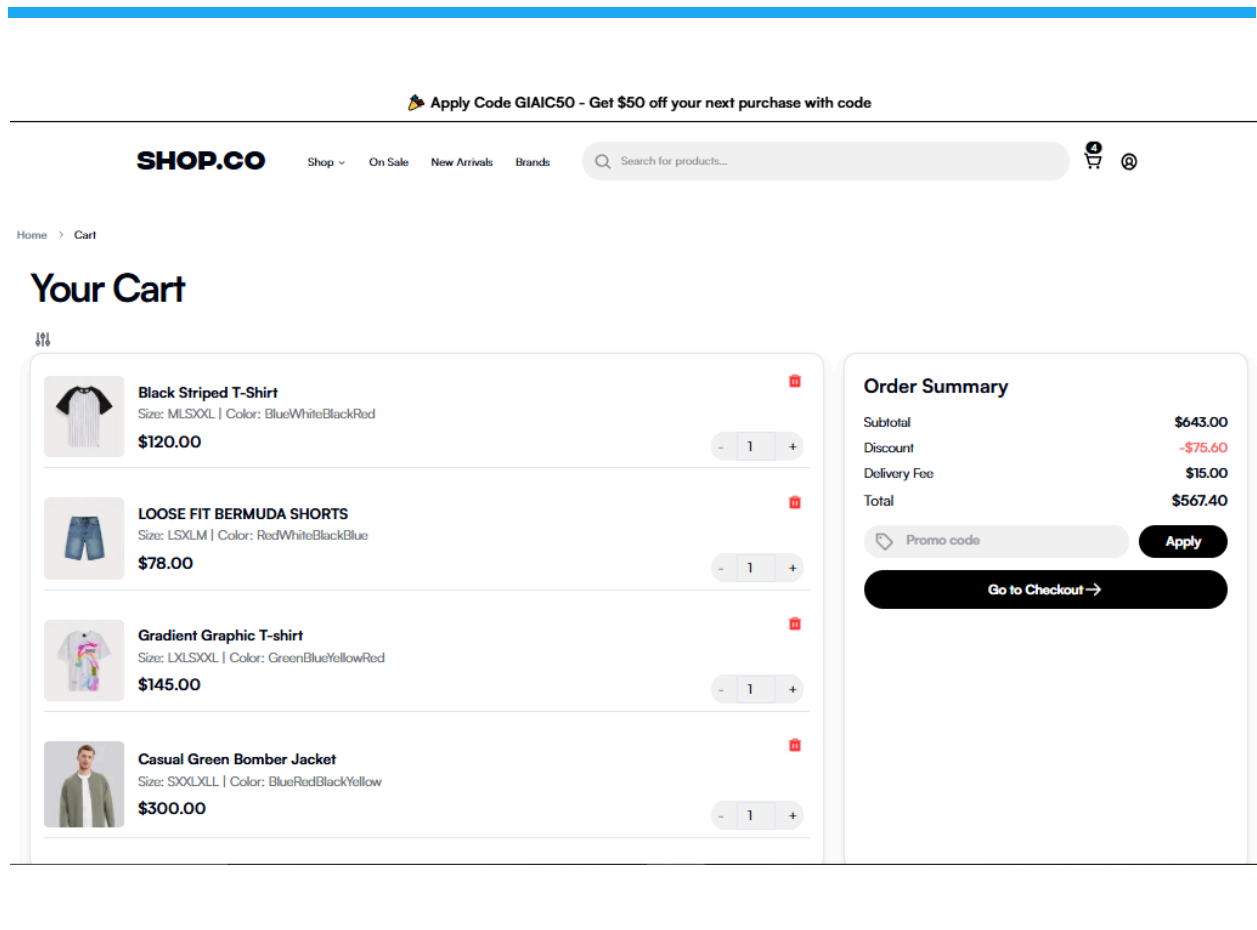 Apply Code GIAIC50 - Get $50 off your next purchase with code
SHOP.CO Shop On Sale New Arrivals Brands Search for products... 4
Home > Cart
Your Cart
Black Striped T-Shirt
Size: MLSXXL | Color: BlueWhiteBlackRed
$120.00
- 1 +
LOOSE FIT BERMUDA SHORTS
Size: LSXLM | Color: RedWhiteBlackBlue
$78.00
- 1 +
Gradient Graphic T-shirt
Size: LXLSXXL | Color: GreenBlueYellowRed
$145.00
- 1 +
Casual Green Bomber Jacket
Size: SXXLXLL | Color: BlueRedBlackYellow
$300.00
- 1 +
Order Summary
Subtotal $643.00
Discount -$75.60
Delivery Fee $15.00
Total $567.40
Promo code Apply
Go to Checkout→